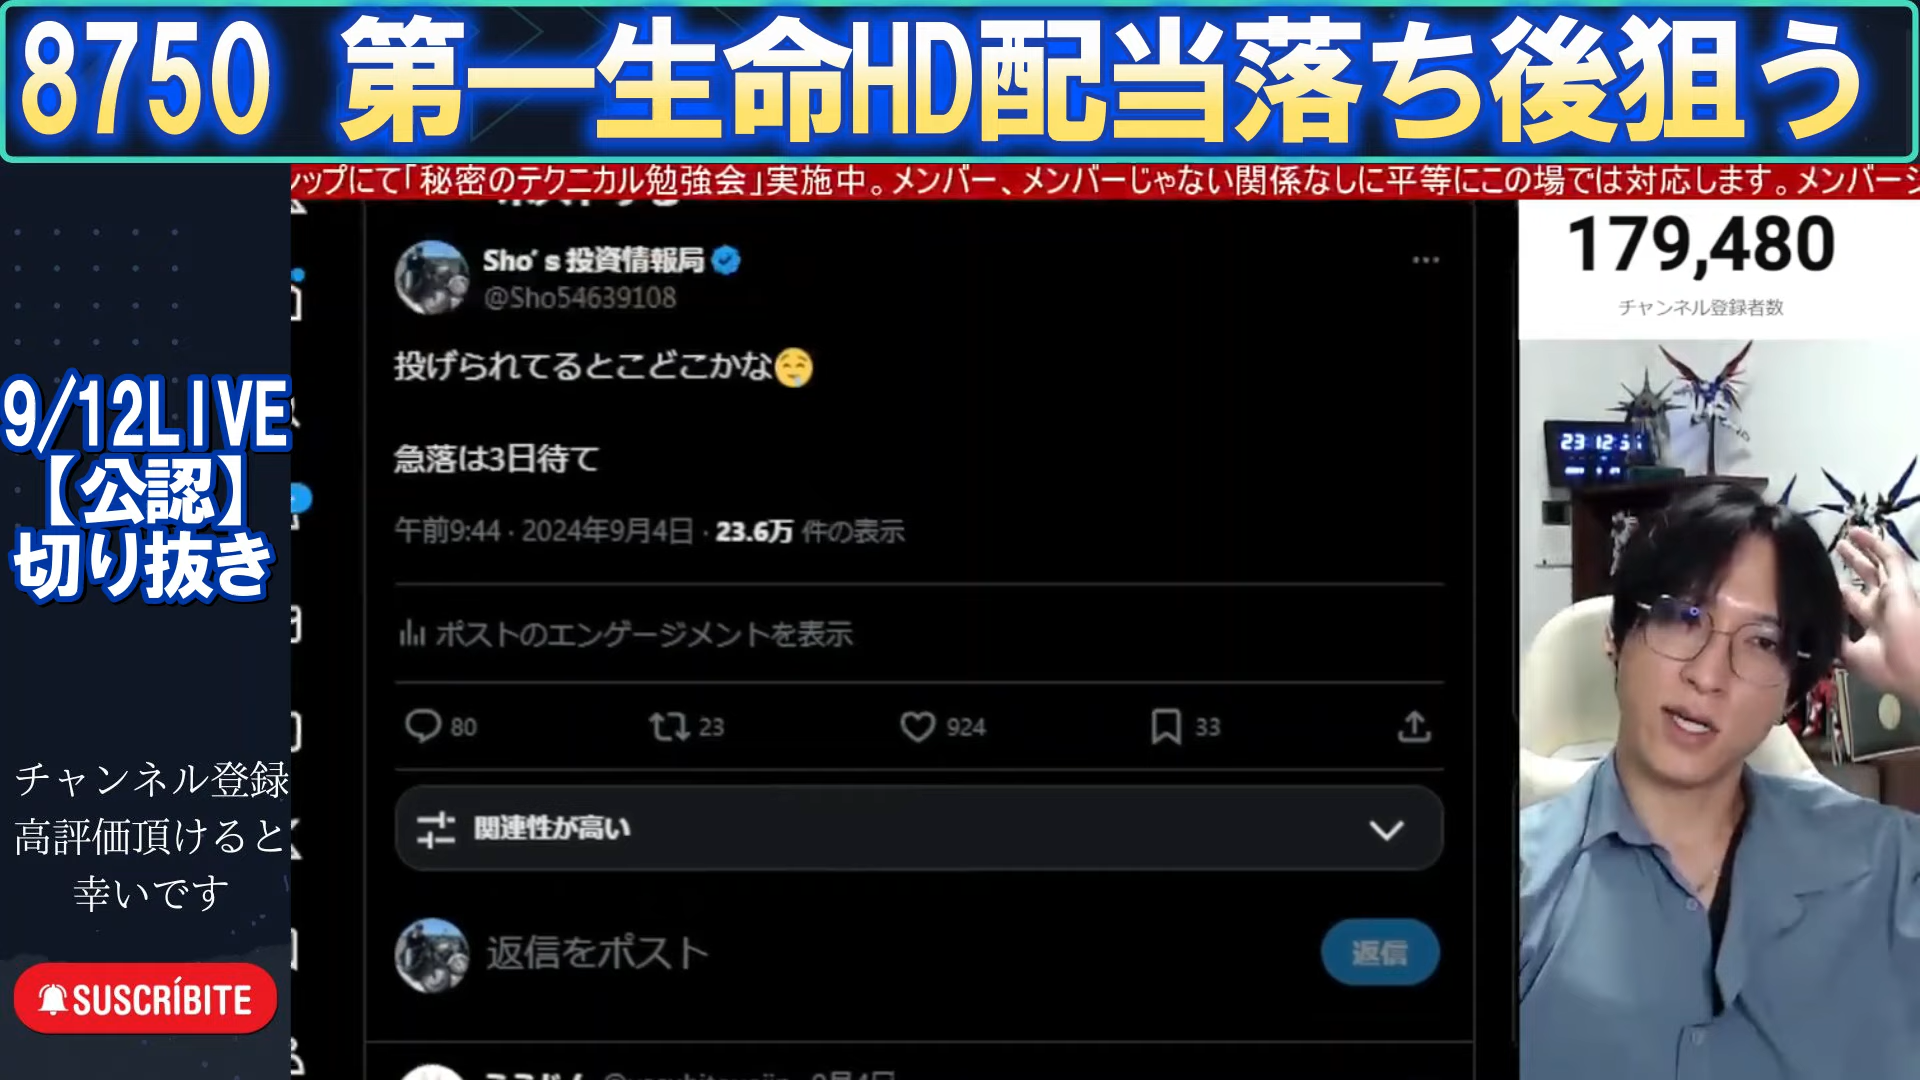 8750 第一生命HD配当落ち後狙う
ップにて「秘密のテクニカル勉強会」実施中。メンバー、メンバーじゃない関係なしに平等にこの場では対応します。メンバーシ
179,480
チャンネル登録者数
Sho's投資情報局
@Sho54639108
投げられてるとこどこかな🤤
急落は3日待て
午前9:44 · 2024年9月4日 · 23.6万 件の表示
ポストのエンゲージメントを表示
80 23 924 33
関連性が高い
返信をポスト
返信
9月4日
9/12LIVE
【公認】
切り抜き
チャンネル登録
高評価頂けると
幸いです
SUSCRÍBITE